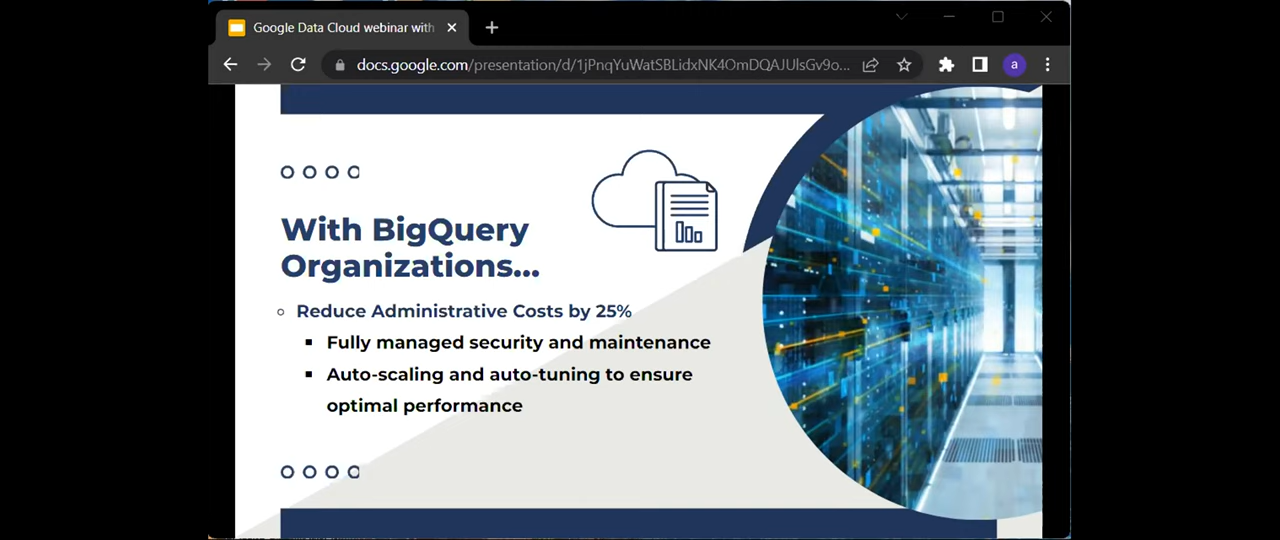 Google Data Cloud webinar with
docs.google.com/presentation/d/1jPnqYuWatSBLidxNK4OmDQAJUlsGv9o...
a
With BigQuery
Organizations...
Reduce Administrative Costs by 25%
Fully managed security and maintenance
Auto-scaling and auto-tuning to ensure
optimal performance